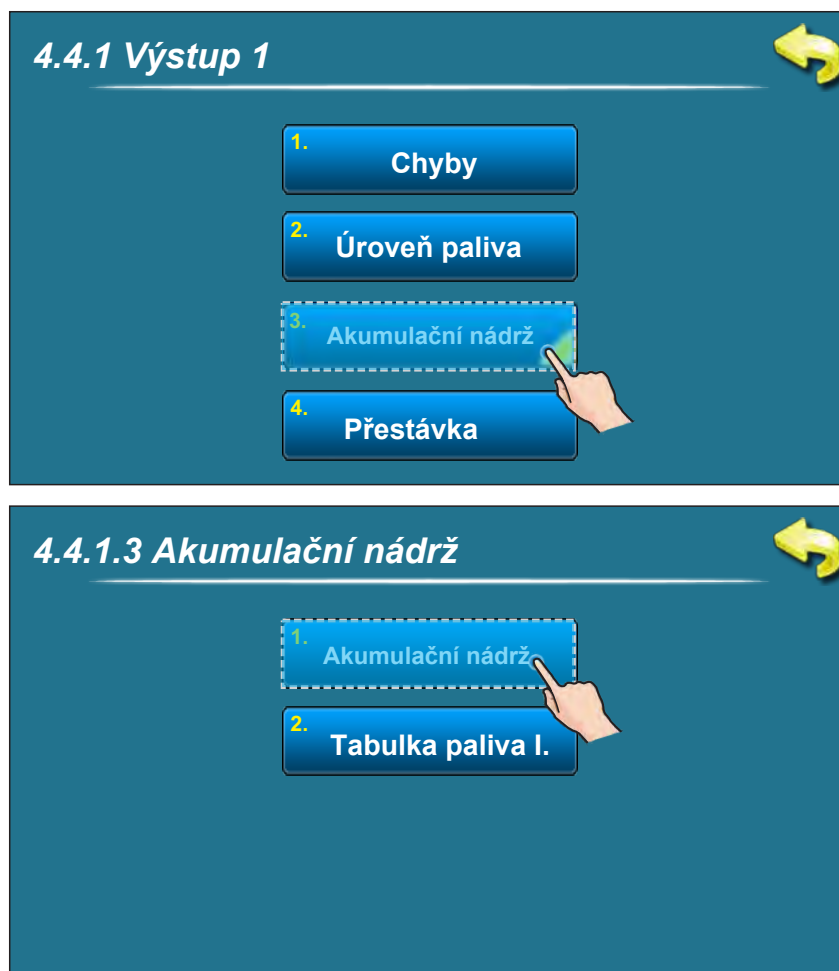 4.4.1 Výstup 1
1.
Chyby
2.
Úroveň paliva
3.
Akumulační nádrž
4.
Přestávka
4.4.1.3 Akumulační nádrž
1.
Akumulační nádrž
2.
Tabulka paliva I.